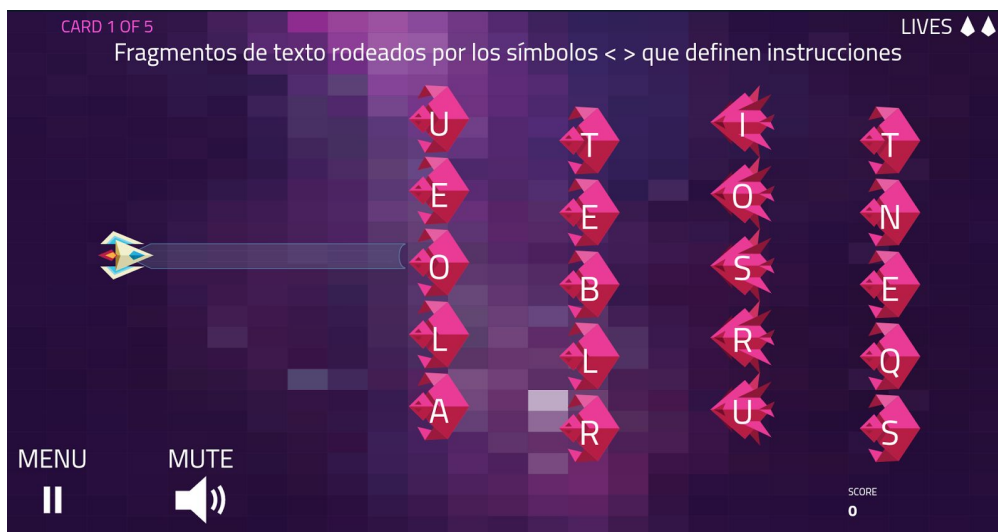 CARD 1 OF 5
LIVES
Fragmentos de texto rodeados por los símbolos < > que definen instrucciones
U T I T
E E O N
O B S E
L L R Q
A R U S
MENU
MUTE
SCORE
0